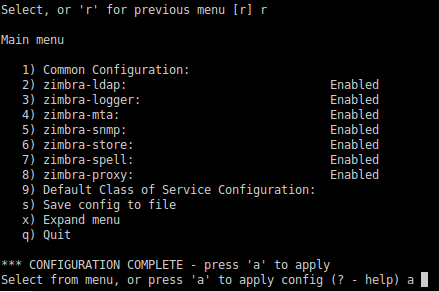 Select, or 'r' for previous menu [r] r
Main menu
1) Common Configuration:
2) zimbra-ldap: Enabled
3) zimbra-logger: Enabled
4) zimbra-mta: Enabled
5) zimbra-snmp: Enabled
6) zimbra-store: Enabled
7) zimbra-spell: Enabled
8) zimbra-proxy: Enabled
9) Default Class of Service Configuration:
s) Save config to file
x) Expand menu
q) Quit
*** CONFIGURATION COMPLETE - press 'a' to apply
Select from menu, or press 'a' to apply config (? - help) a